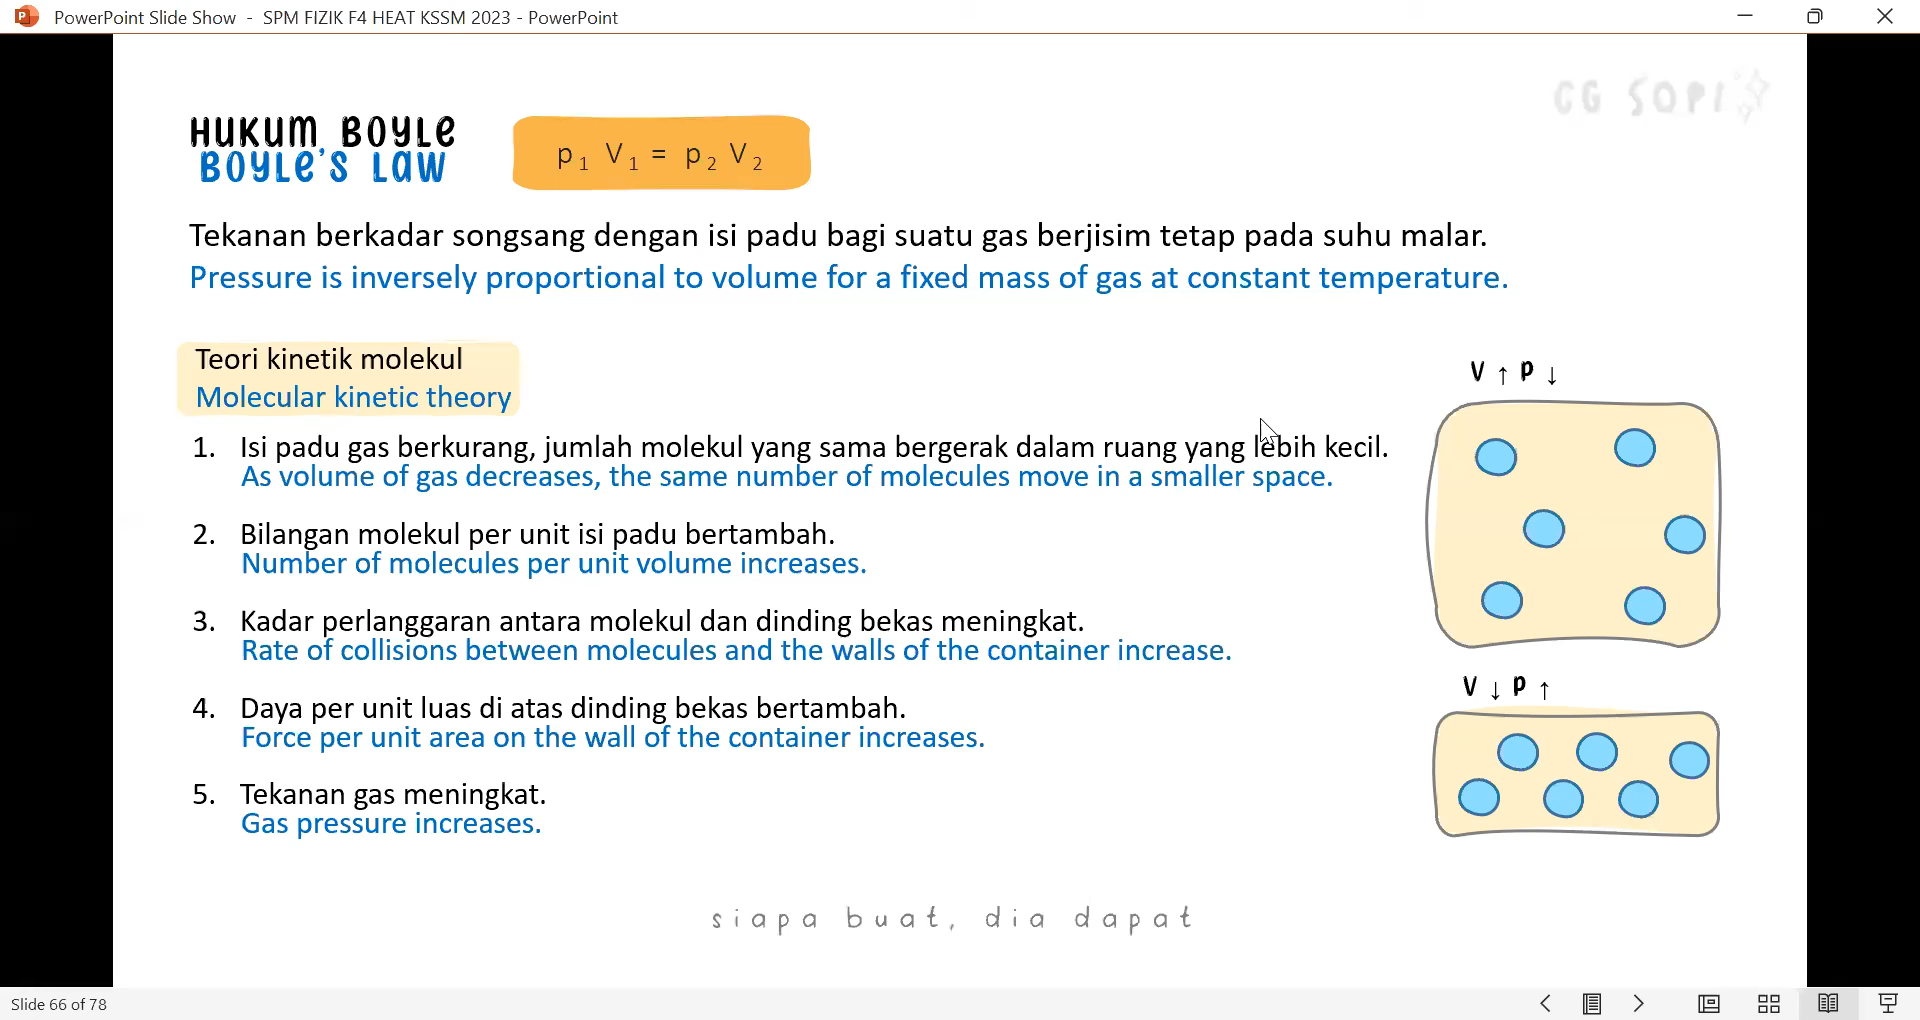 PowerPoint Slide Show - SPM FIZIK F4 HEAT KSSM 2023 - PowerPoint
CG SOPI
HUKUM BOYLE
BOYLE'S LAW
p₁ V₁ = p₂ V₂
Tekanan berkadar songsang dengan isi padu bagi suatu gas berjisim tetap pada suhu malar.
Pressure is inversely proportional to volume for a fixed mass of gas at constant temperature.
Teori kinetik molekul
Molecular kinetic theory
1. Isi padu gas berkurang, jumlah molekul yang sama bergerak dalam ruang yang lebih kecil.
As volume of gas decreases, the same number of molecules move in a smaller space.
2. Bilangan molekul per unit isi padu bertambah.
Number of molecules per unit volume increases.
3. Kadar perlanggaran antara molekul dan dinding bekas meningkat.
Rate of collisions between molecules and the walls of the container increase.
4. Daya per unit luas di atas dinding bekas bertambah.
Force per unit area on the wall of the container increases.
5. Tekanan gas meningkat.
Gas pressure increases.
V ↑ P ↓
V ↓ P ↑
siapa buat, dia dapat
Slide 66 of 78